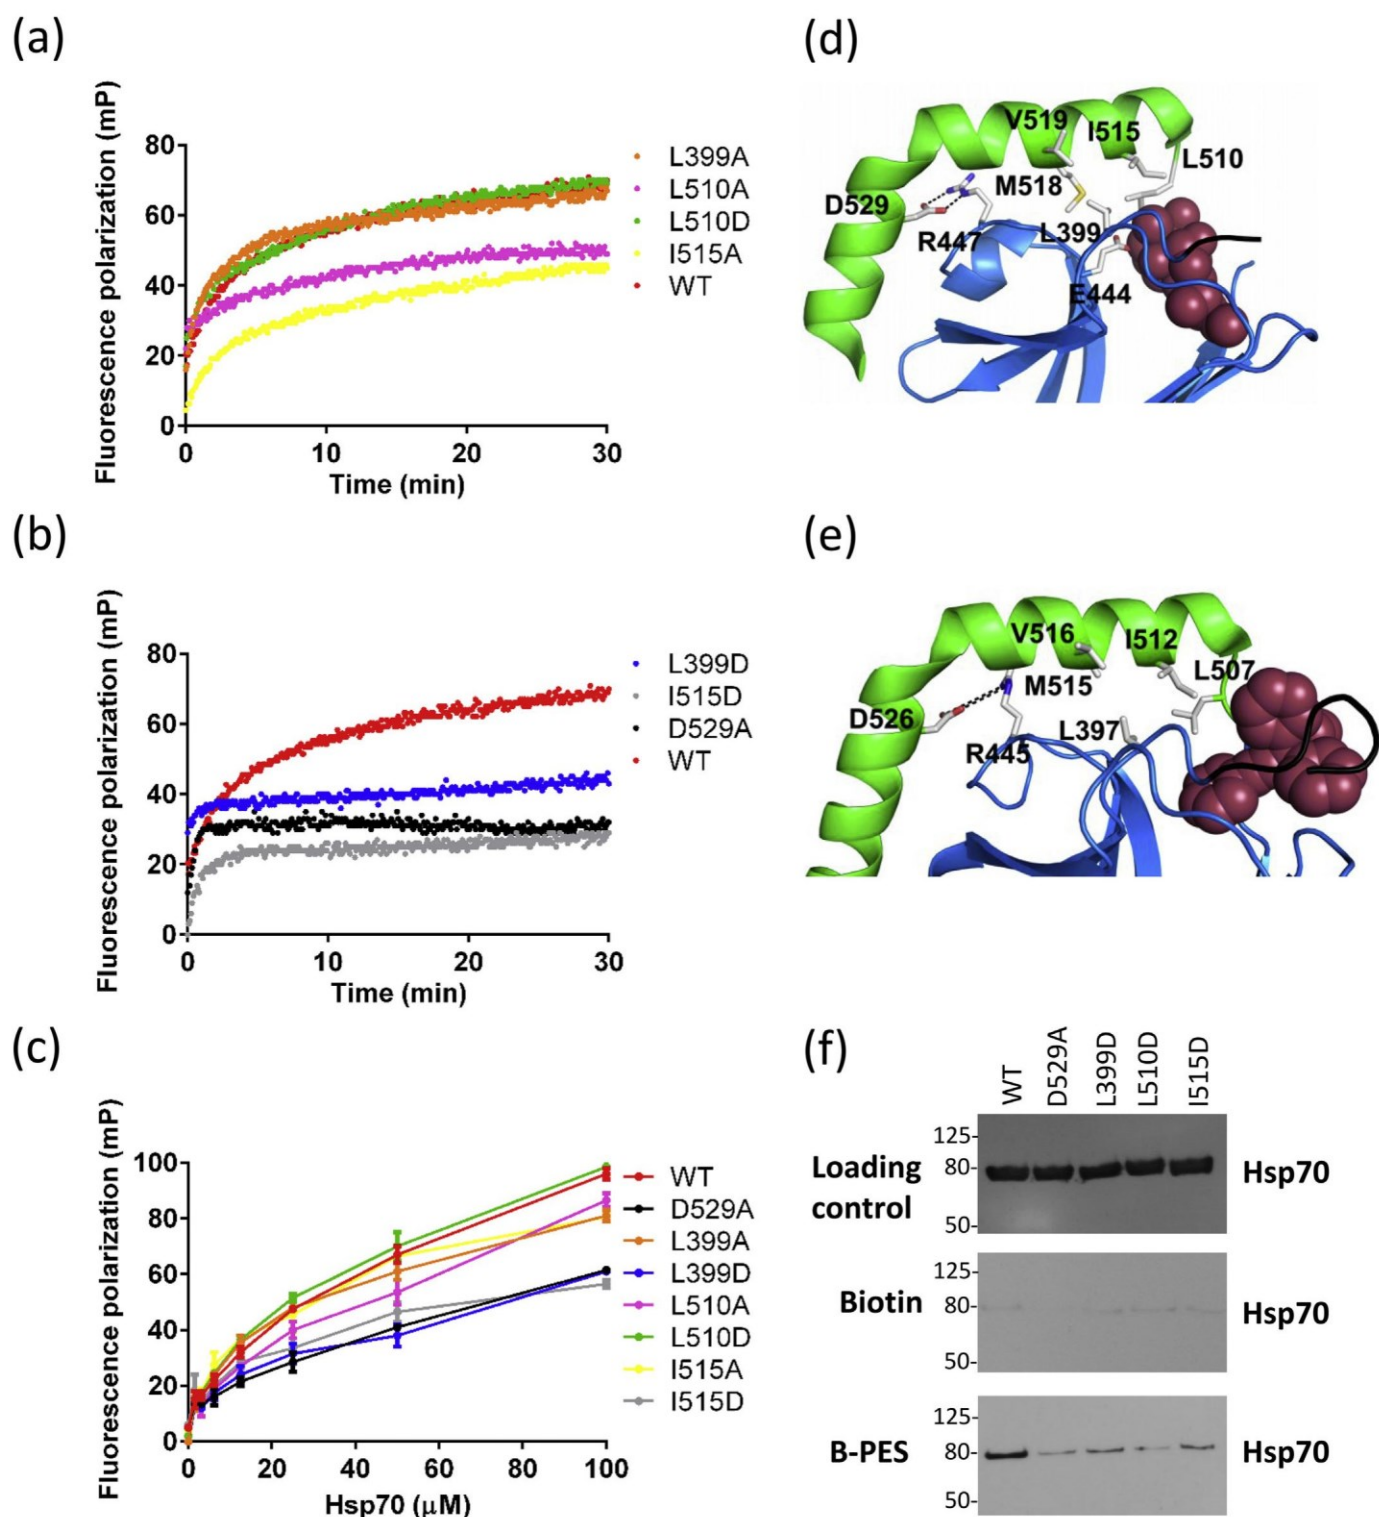 (a)
Fluorescence polarization (mP)
80
60
40
20
0
0 10 20 30
Time (min)
L399A
L510A
L510D
I515A
WT
(b)
Fluorescence polarization (mP)
80
60
40
20
0
0 10 20 30
Time (min)
L399D
I515D
D529A
WT
(c)
Fluorescence polarization (mP)
100
80
60
40
20
0
0 20 40 60 80 100
Hsp70 (μM)
WT
D529A
L399A
L399D
L510A
L510D
I515A
I515D
(d)
V519 I515
L510
M518
D529
R447 L399
E444
(e)
V516 I512
L507
M515
D526
R445 L397
(f)
WT D529A L399D L510D I515D
125-
80-
50-
Loading
control
Hsp70
125-
80-
50-
Biotin
Hsp70
125-
80-
50-
B-PES
Hsp70